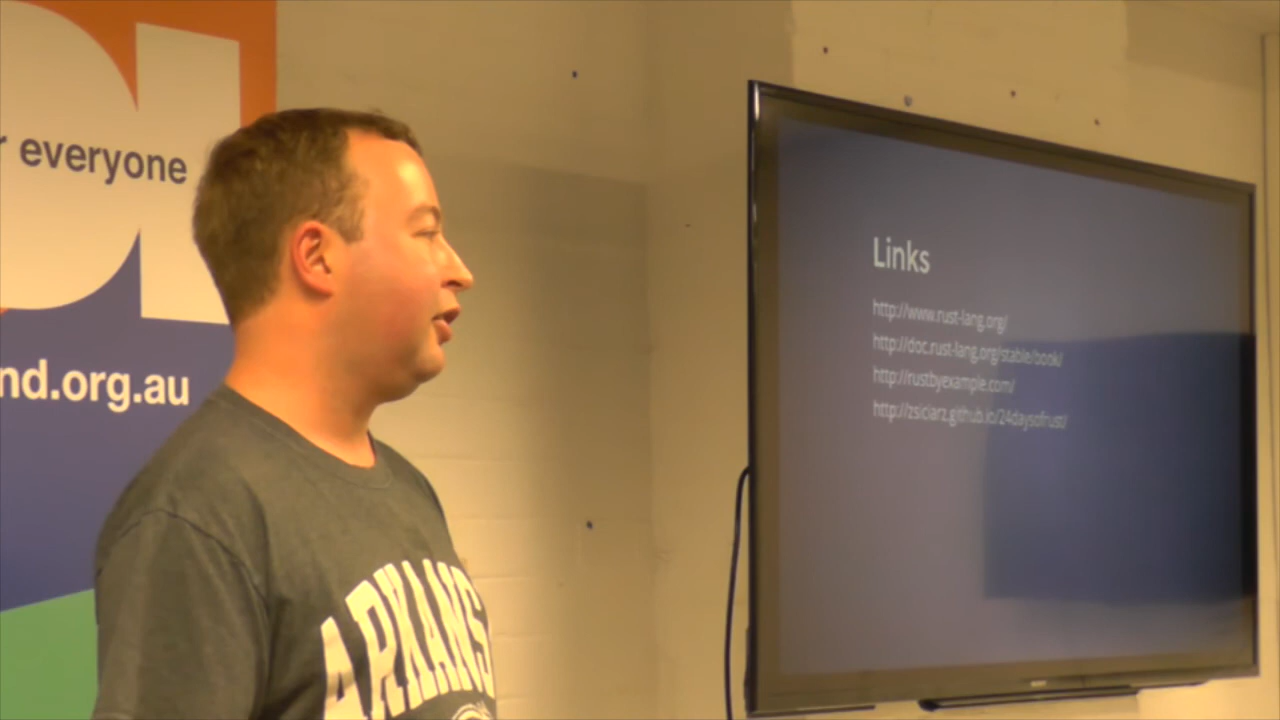 r everyone
nd.org.au
ARKANS
Links
http://www.rust-lang.org/
http://doc.rust-lang.org/stable/book/
http://rustbyexample.com/
http://zsiciarz.github.io/24daysofrust/